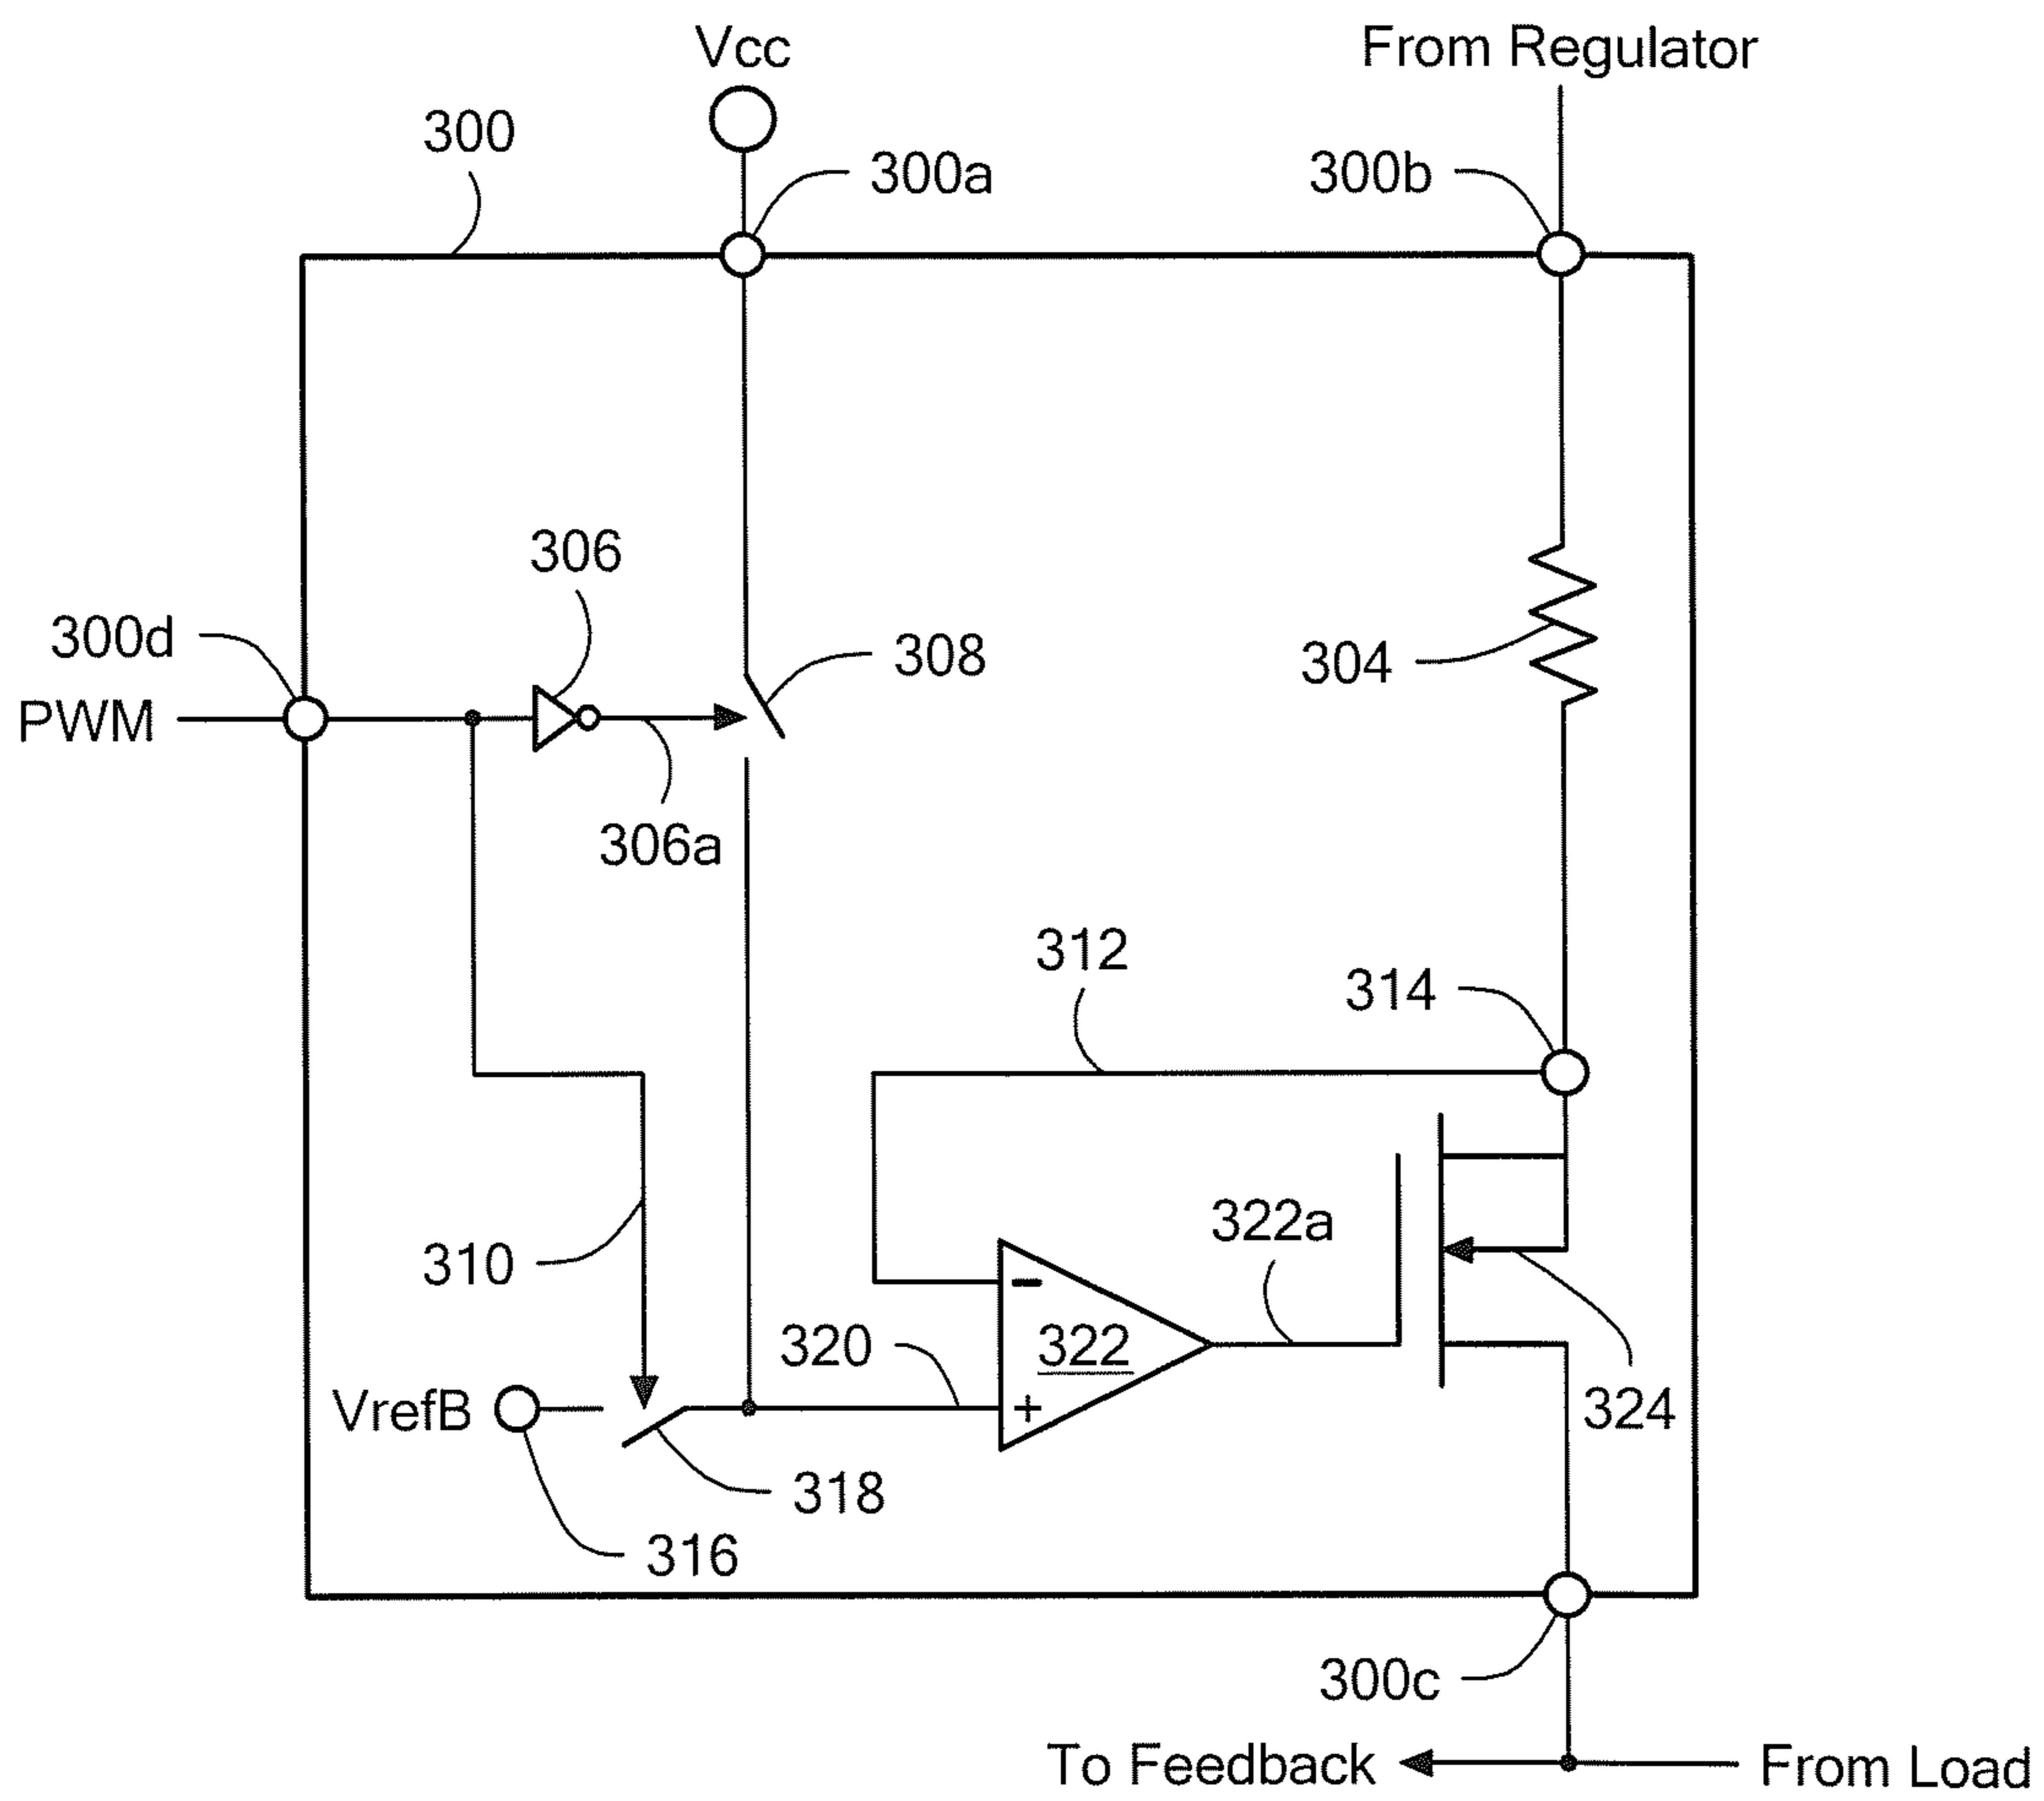 Vcc
From Regulator
300
300a
300b
306
300d
308
304
PWM
306a
312
314
322a
310
320
322
−
+
VrefB
324
318
316
300c
To Feedback
From Load